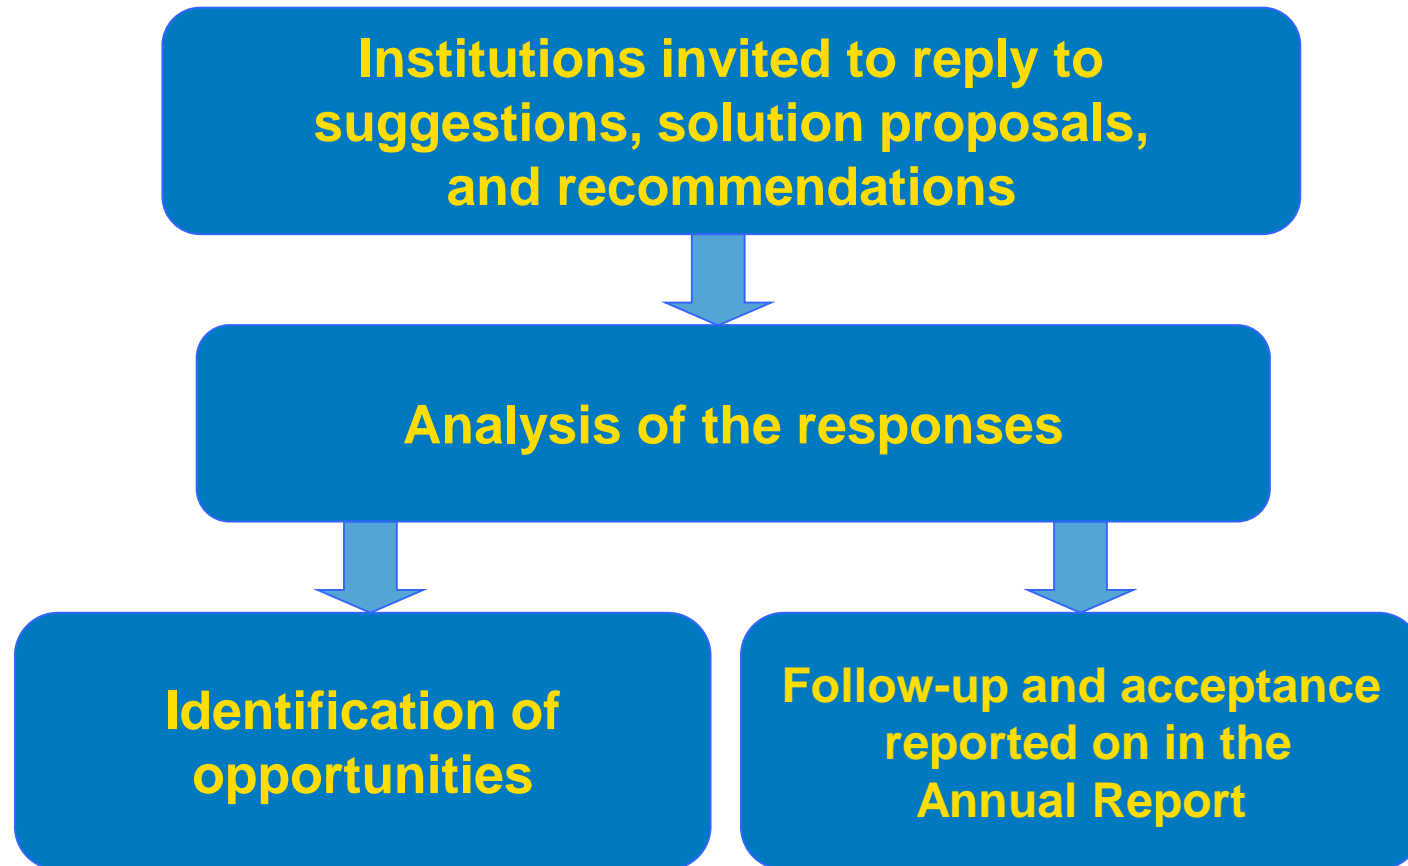 Institutions invited to reply to
suggestions, solution proposals,
and recommendations
Analysis of the responses
Identification of
opportunities
Follow-up and acceptance
reported on in the
Annual Report